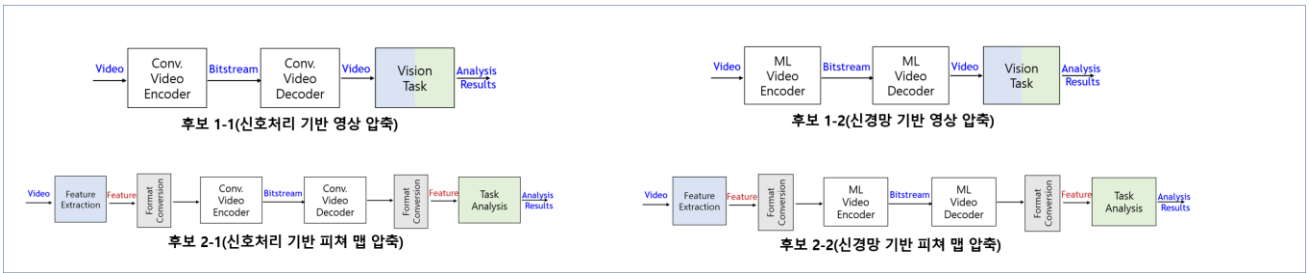 Video
Conv.
Video
Encoder
Bitstream
Conv.
Video
Decoder
Video
Vision
Task
Analysis
Results
후보 1-1(신호처리 기반 영상 압축)
Video
ML
Video
Encoder
Bitstream
ML
Video
Decoder
Video
Vision
Task
Analysis
Results
후보 1-2(신경망 기반 영상 압축)
Video
Feature
Extraction
Feature
Format
Conversion
Conv.
Video
Encoder
Bitstream
Conv.
Video
Decoder
Format
Conversion
Feature
Task
Analysis
Analysis
Results
후보 2-1(신호처리 기반 피쳐 맵 압축)
Video
Feature
Extraction
Feature
Format
Conversion
ML
Video
Encoder
Bitstream
ML
Video
Decoder
Format
Conversion
Feature
Task
Analysis
Analysis
Results
후보 2-2(신경망 기반 피쳐 맵 압축)